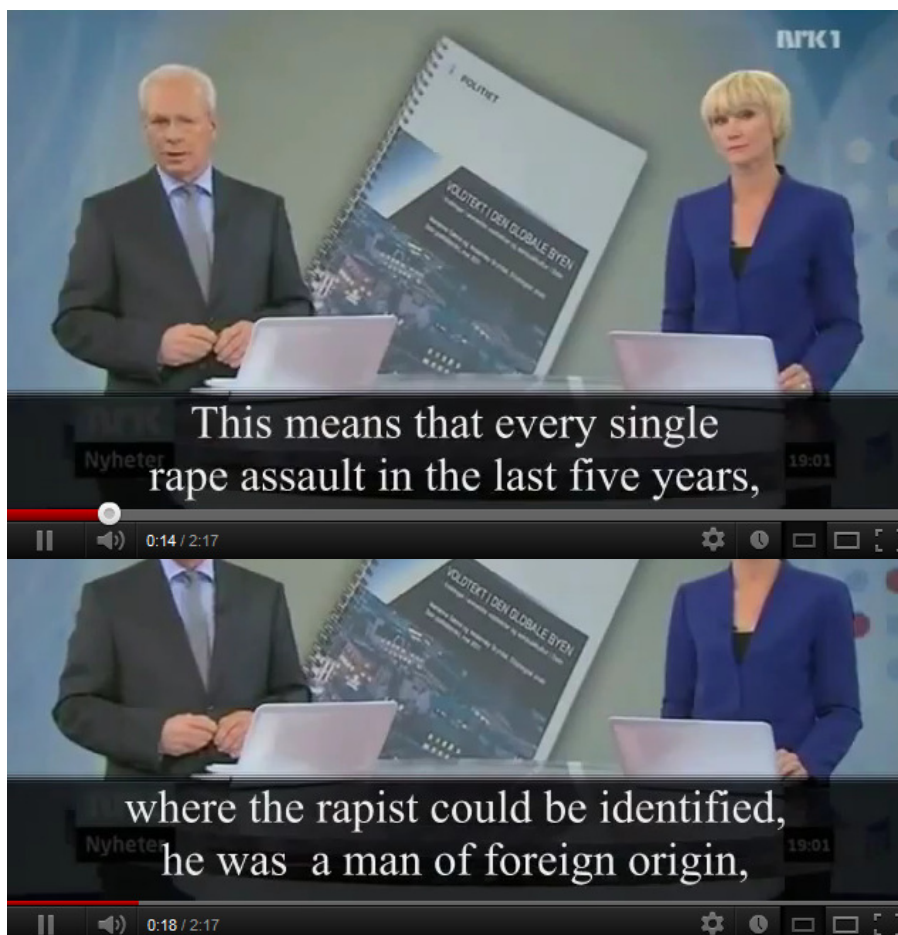 nrk1
POLITIET
VOLDTEKT I DEN GLOBALE BYEN
This means that every single
rape assault in the last five years,
nrk
Nyheter
19:01
0:14 / 2:17
VOLDTEKT I DEN GLOBALE BYEN
where the rapist could be identified,
he was a man of foreign origin,
Nyheter
19:01
0:18 / 2:17